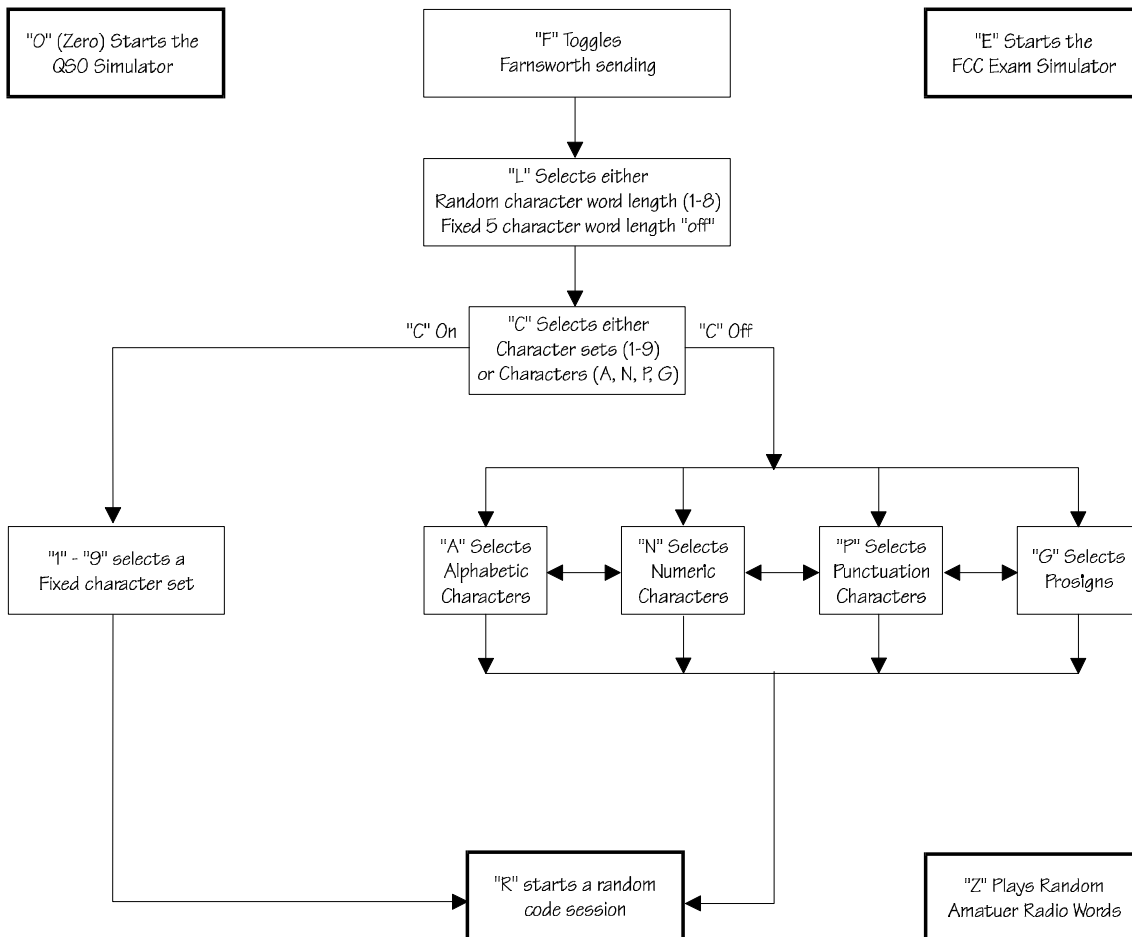 "0" (Zero) Starts the
QSO Simulator
"F" Toggles
Farnsworth sending
"E" Starts the
FCC Exam Simulator
"L" Selects either
Random character word length (1-8)
Fixed 5 character word length "off"
"C" On
"C" Selects either
Character sets (1-9)
or Characters (A, N, P, G)
"C" Off
"1" - "9" selects a
Fixed character set
"A" Selects
Alphabetic
Characters
"N" Selects
Numeric
Characters
"P" Selects
Punctuation
Characters
"G" Selects
Prosigns
"R" starts a random
code session
"Z" Plays Random
Amatuer Radio Words